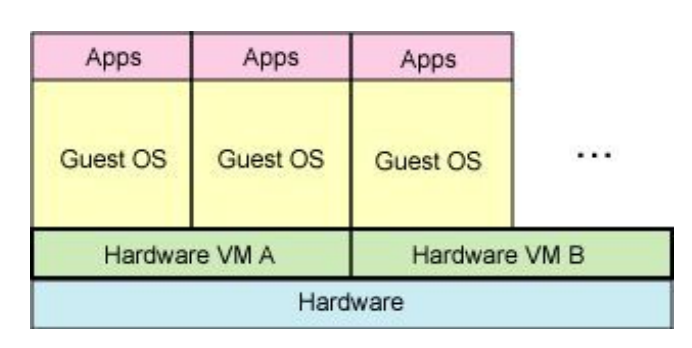 Apps Apps Apps
Guest OS Guest OS Guest OS ...
Hardware VM A Hardware VM B
Hardware